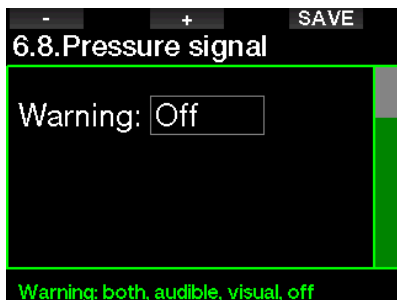 - + SAVE
6.8.Pressure signal
Warning: Off
Warning: both, audible, visual, off